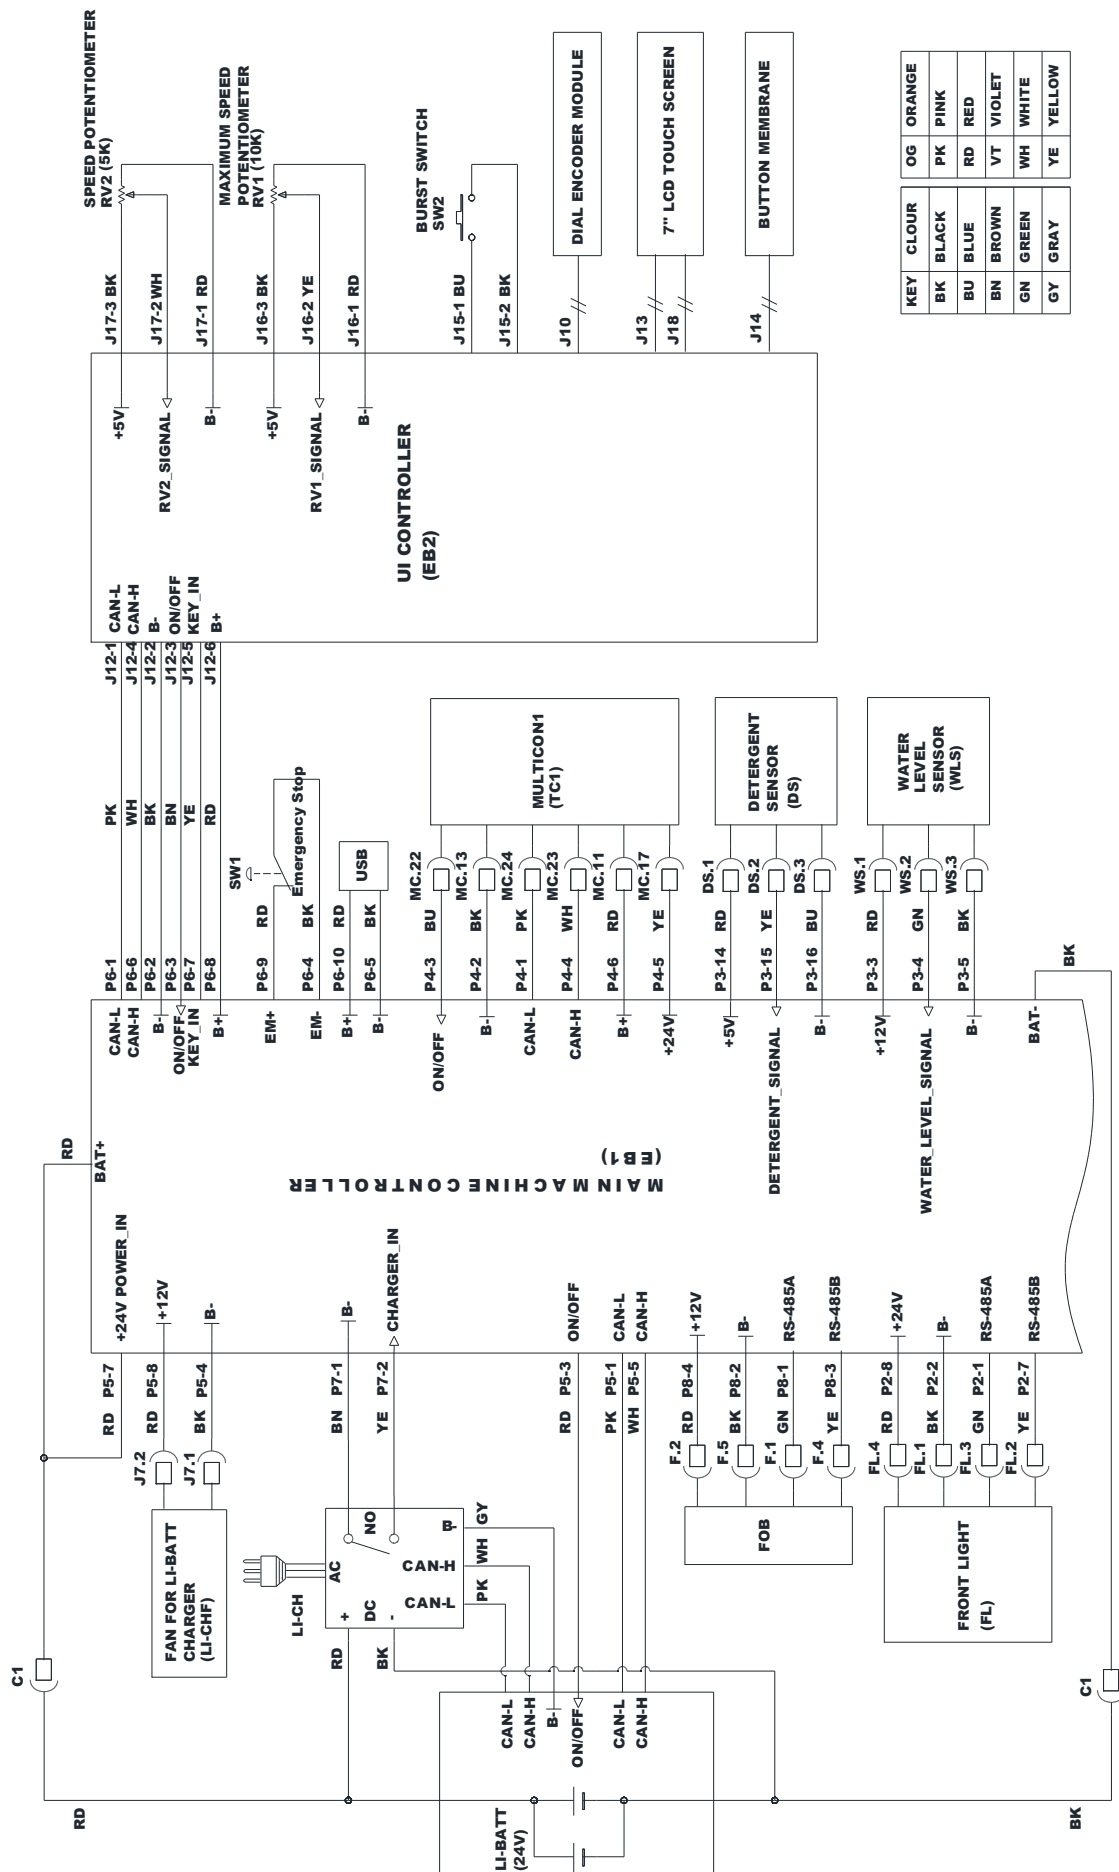 SPEED POTENTIOMETER
RV2 (5K)
MAXIMUM SPEED
POTENTIOMETER
RV1 (10K)
BURST SWITCH
SW2
DIAL ENCODER MODULE
7" LCD TOUCH SCREEN
BUTTON MEMBRANE
KEY CLOUR OG ORANGE
BK BLACK PK PINK
BU BLUE RD RED
BN BROWN VT VIOLET
GN GREEN WH WHITE
GY GRAY YE YELLOW
J17-3 BK
J17-2 WH
J17-1 RD
J16-3 BK
J16-2 YE
J16-1 RD
J15-1 BU
J15-2 BK
J10
J13
J18
J14
+5V
RV2_SIGNAL
B-
+5V
RV1_SIGNAL
B-
UI CONTROLLER
(EB2)
J12-1 CAN-L
J12-4 CAN-H
J12-2 B-
J12-3 ON/OFF
J12-5 KEY_IN
J12-6 B+
PK
WH
BK
BN
YE
RD
SW1
Emergency Stop
USB
MULTICON1
(TC1)
DETERGENT
SENSOR
(DS)
WATER
LEVEL
SENSOR
(WLS)
MC.22
MC.13
MC.24
MC.23
MC.11
MC.17
DS.1
DS.2
DS.3
WS.1
WS.2
WS.3
P6-1
P6-6
P6-2
P6-3
P6-7
P6-8
P6-9 RD
P6-4 BK
P6-10 RD
P6-5 BK
P4-3 BU
P4-2 BK
P4-1 PK
P4-4 WH
P4-6 RD
P4-5 YE
P3-14 RD
P3-15 YE
P3-16 BU
P3-3 RD
P3-4 GN
P3-5 BK
BK
CAN-L
CAN-H
B-
ON/OFF
KEY_IN
B+
EM+
EM-
B+
B-
ON/OFF
B-
CAN-L
CAN-H
B+
+24V
+5V
DETERGENT_SIGNAL
B-
+12V
WATER_LEVEL_SIGNAL
B-
BAT-
RD
BAT+
MAIN MACHINE CONTROLLER
(EB1)
+24V POWER_IN
+12V
B-
B-
CHARGER_IN
ON/OFF
CAN-L
CAN-H
+12V
B-
RS-485A
RS-485B
+24V
B-
RS-485A
RS-485B
RD P5-7
RD P5-8
BK P5-4
BN P7-1
YE P7-2
RD P5-3
PK P5-1
WH P5-5
RD P8-4
BK P8-2
GN P8-1
YE P8-3
RD P2-8
BK P2-2
GN P2-1
YE P2-7
J7.2
J7.1
F.2
F.5
F.1
F.4
FL.4
FL.1
FL.3
FL.2
FAN FOR LI-BATT
CHARGER
(LI-CHF)
LI-CH
AC
NO
+
DC
-
B-
CAN-H
CAN-L
GY
WH
PK
FOB
FRONT LIGHT
(FL)
C1
RD
BK
C1
CAN-L
CAN-H
B-
ON/OFF
CAN-L
CAN-H
RD
LI-BATT
(24V)
BK